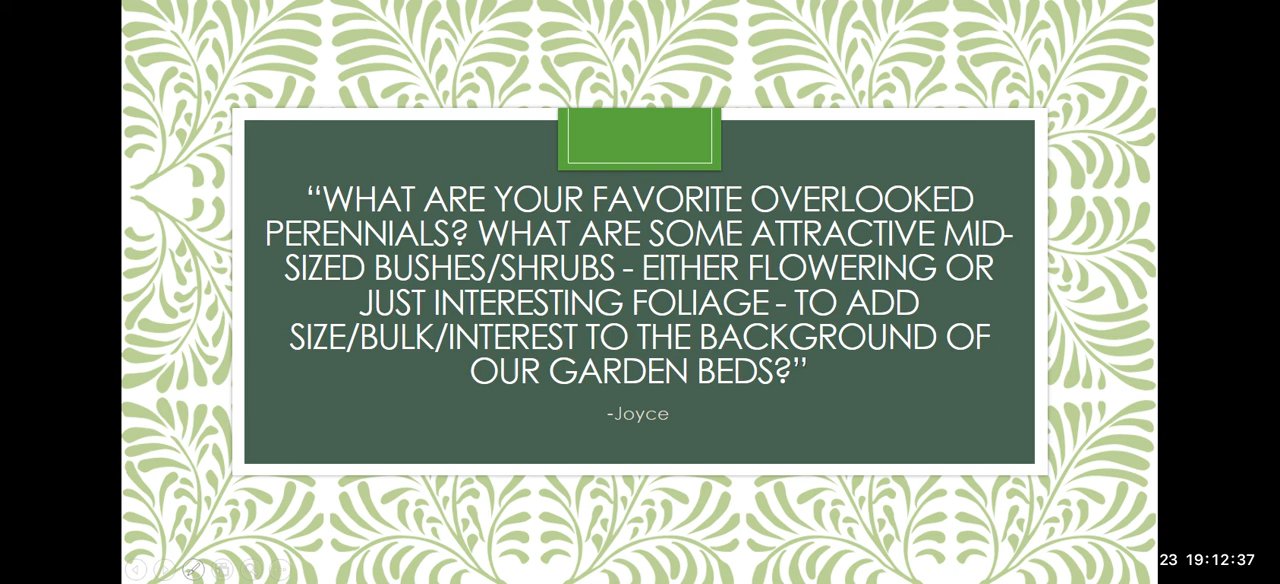 “WHAT ARE YOUR FAVORITE OVERLOOKED
PERENNIALS? WHAT ARE SOME ATTRACTIVE MID-
SIZED BUSHES/SHRUBS - EITHER FLOWERING OR
JUST INTERESTING FOLIAGE - TO ADD
SIZE/BULK/INTEREST TO THE BACKGROUND OF
OUR GARDEN BEDS?”
-Joyce
23 19:12:37